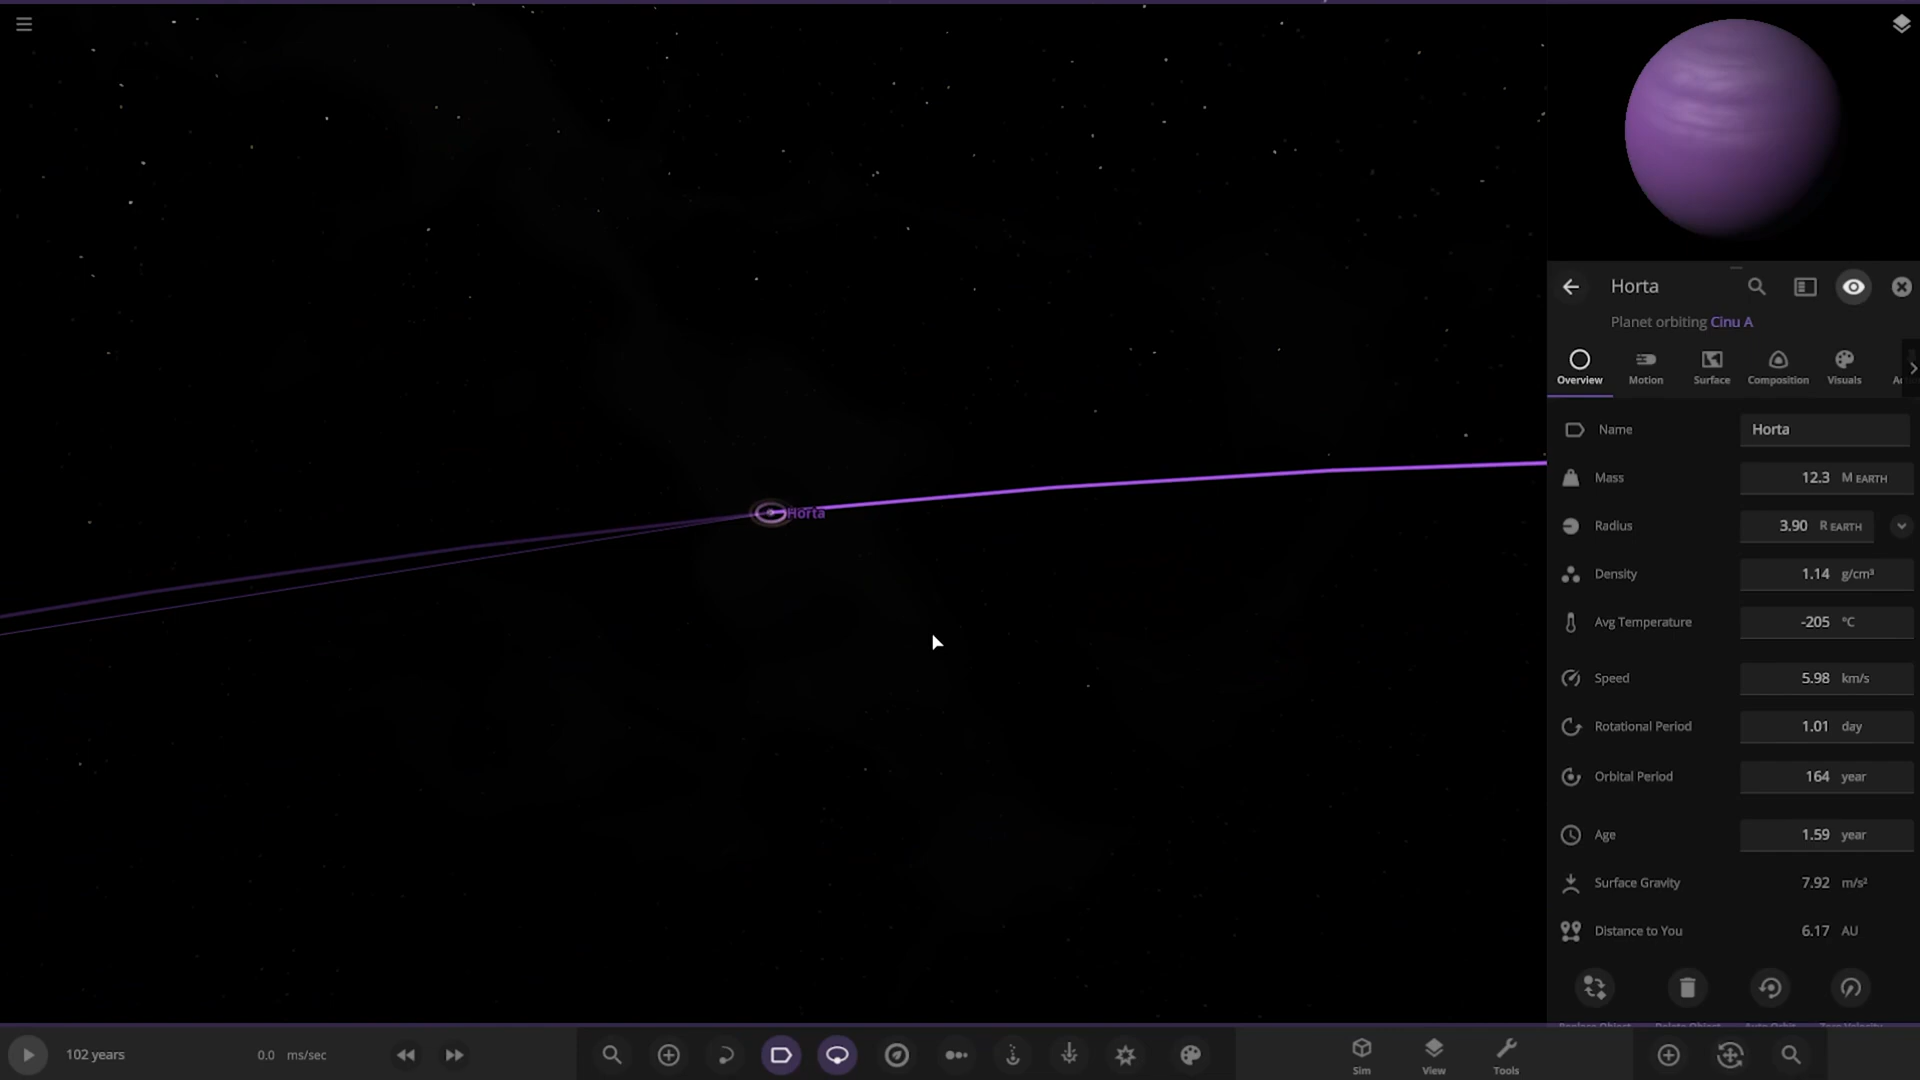 Horta
Planet orbiting Cinu A
Overview
Motion
Surface
Composition
Visuals
Name Horta
Mass 12.3 M EARTH
Radius 3.90 R EARTH
Density 1.14 g/cm³
Avg Temperature -205 °C
Speed 5.98 km/s
Rotational Period 1.01 day
Orbital Period 164 year
Age 1.59 year
Surface Gravity 7.92 m/s²
Distance to You 6.17 AU
Horta
102 years
0.0 ms/sec
Sim
View
Tools